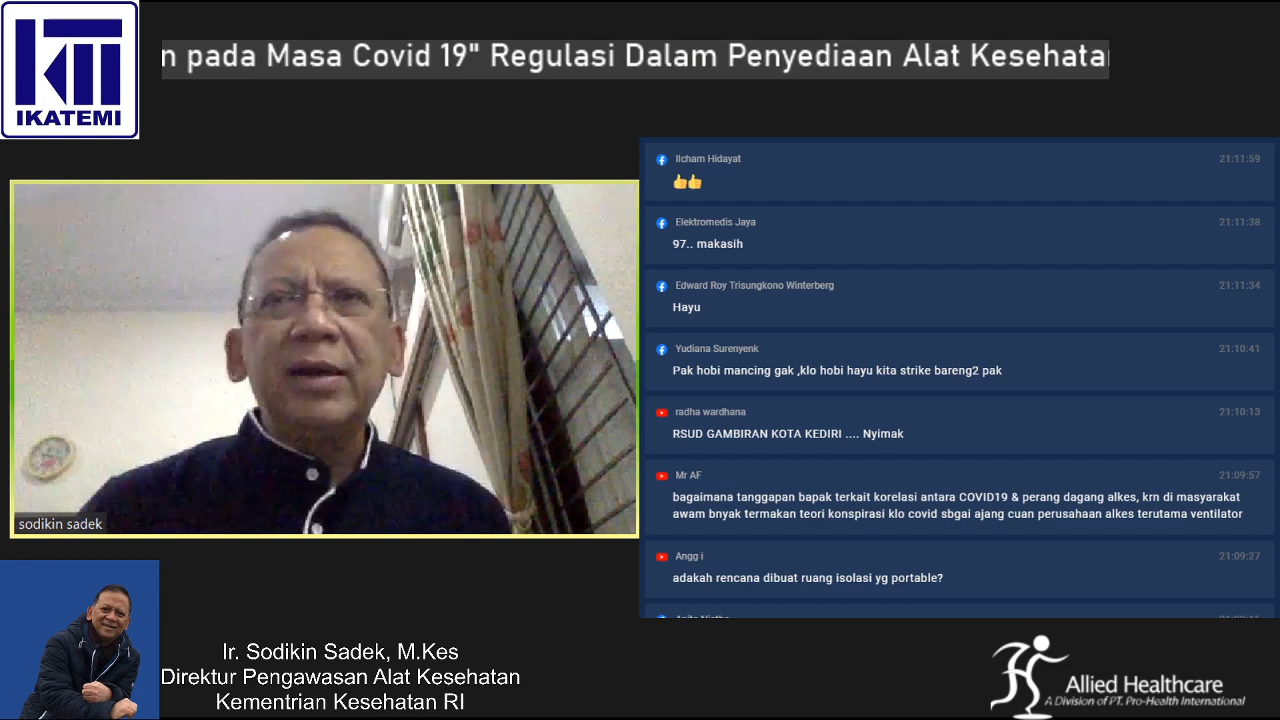 IKATEMI
n pada Masa Covid 19" Regulasi Dalam Penyediaan Alat Kesehatan
Ilcham Hidayat 21:11:59
👍👍
Elektromedis Jaya 21:11:38
97.. makasih
Edward Roy Trisungkono Winterberg 21:11:34
Hayu
Yudiana Surenyenk 21:10:41
Pak hobi mancing gak ,klo hobi hayu kita strike bareng2 pak
radha wardhana 21:10:13
RSUD GAMBIRAN KOTA KEDIRI .... Nyimak
Mr AF 21:09:57
bagaimana tanggapan bapak terkait korelasi antara COVID19 & perang dagang alkes, krn di masyarakat
awam bnyak termakan teori konspirasi klo covid sbgai ajang cuan perusahaan alkes terutama ventilator
Angg i 21:09:27
adakah rencana dibuat ruang isolasi yg portable?
sodikin sadek
Ir. Sodikin Sadek, M.Kes
Direktur Pengawasan Alat Kesehatan
Kementrian Kesehatan RI
Allied Healthcare
A Division of PT. Pro-Health International